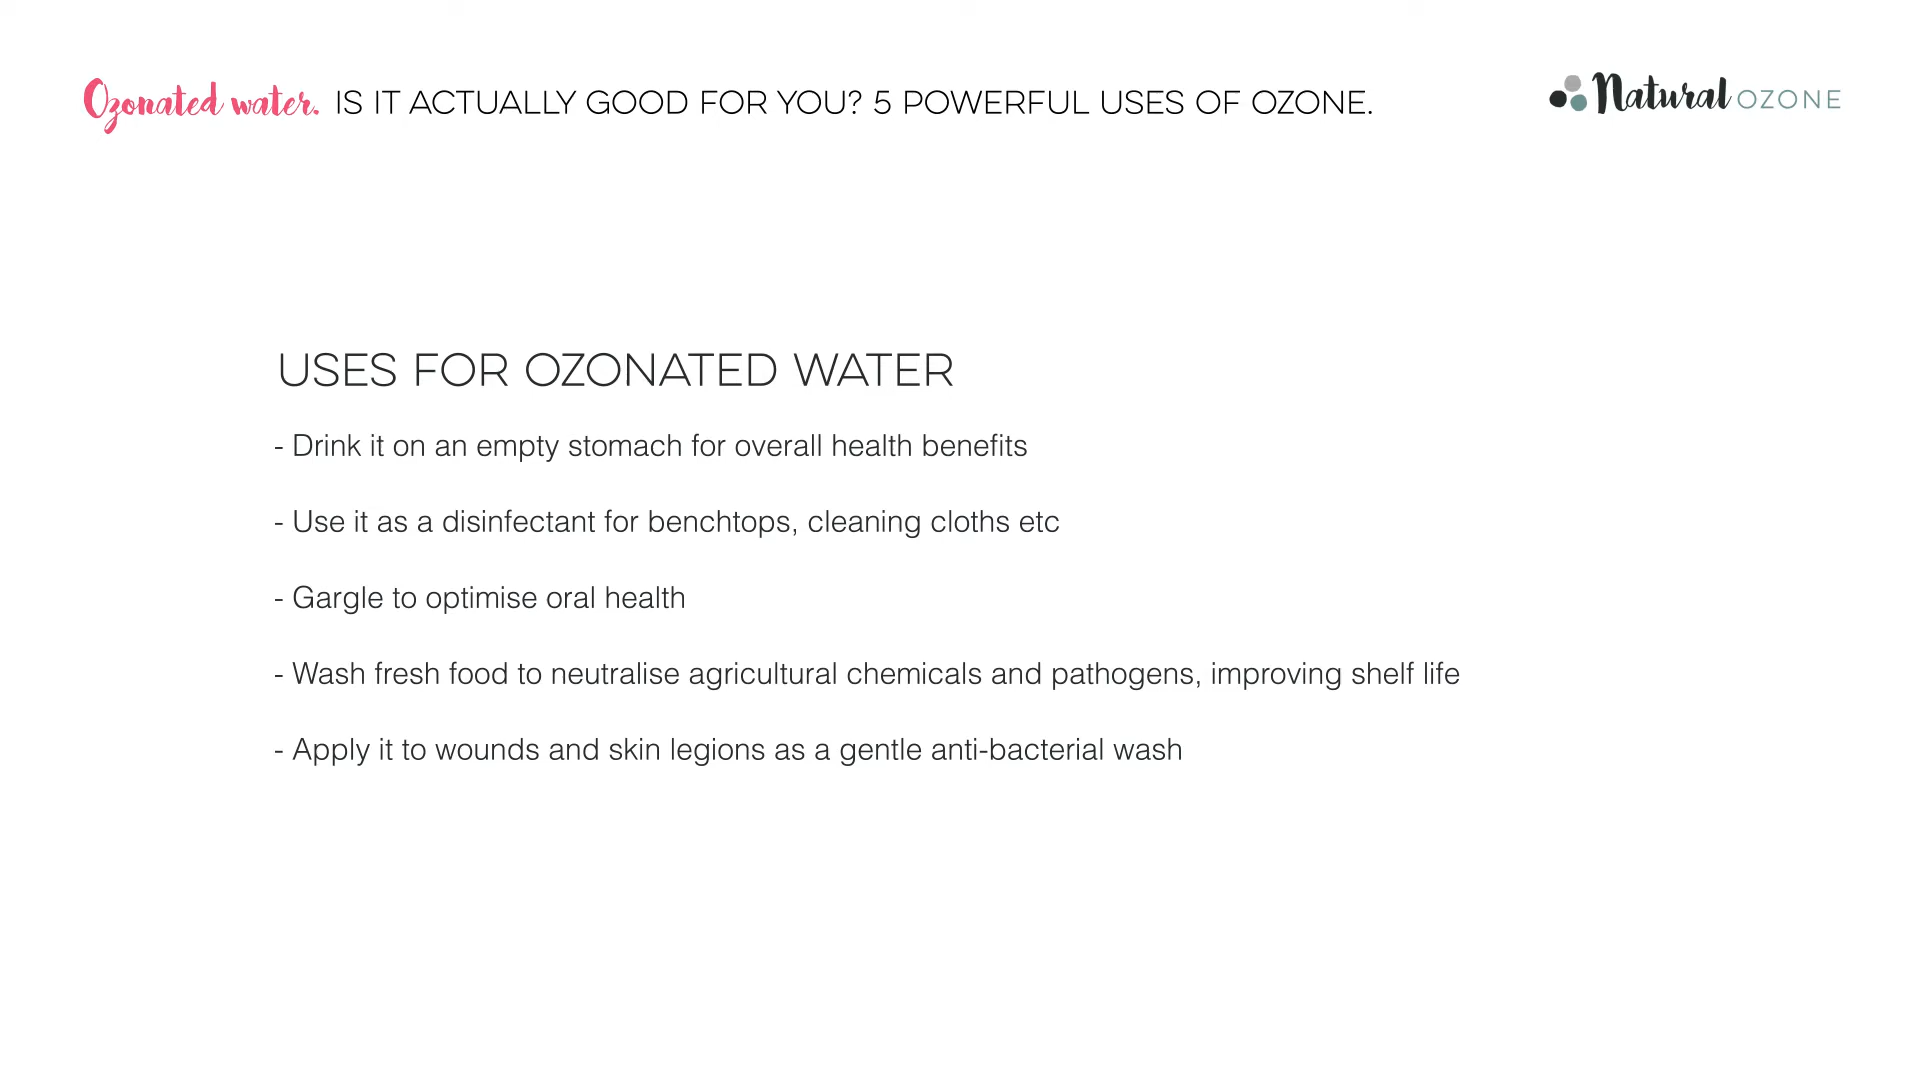 Ozonated water. IS IT ACTUALLY GOOD FOR YOU? 5 POWERFUL USES OF OZONE.
Natural OZONE
USES FOR OZONATED WATER
- Drink it on an empty stomach for overall health benefits
- Use it as a disinfectant for benchtops, cleaning cloths etc
- Gargle to optimise oral health
- Wash fresh food to neutralise agricultural chemicals and pathogens, improving shelf life
- Apply it to wounds and skin legions as a gentle anti-bacterial wash